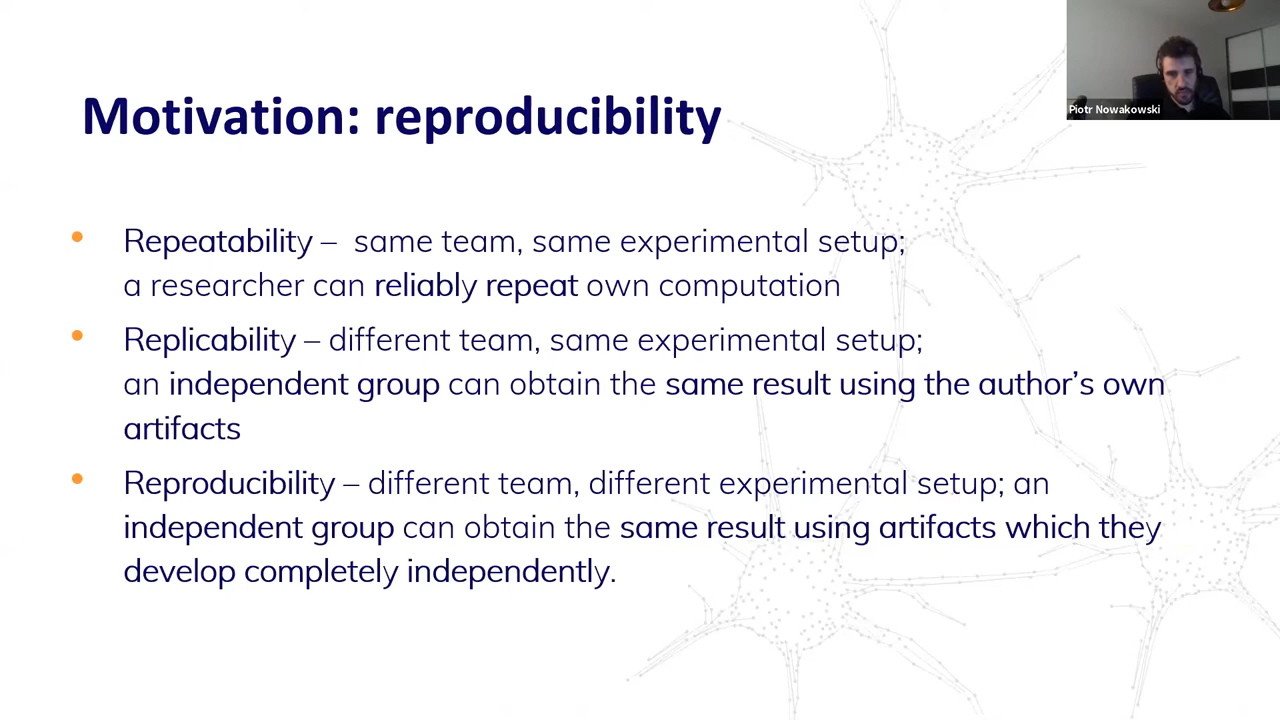 Piotr Nowakowski
Motivation: reproducibility
• Repeatability –  same team, same experimental setup;
a researcher can reliably repeat own computation
• Replicability – different team, same experimental setup;
an independent group can obtain the same result using the author’s own
artifacts
• Reproducibility – different team, different experimental setup; an
independent group can obtain the same result using artifacts which they
develop completely independently.